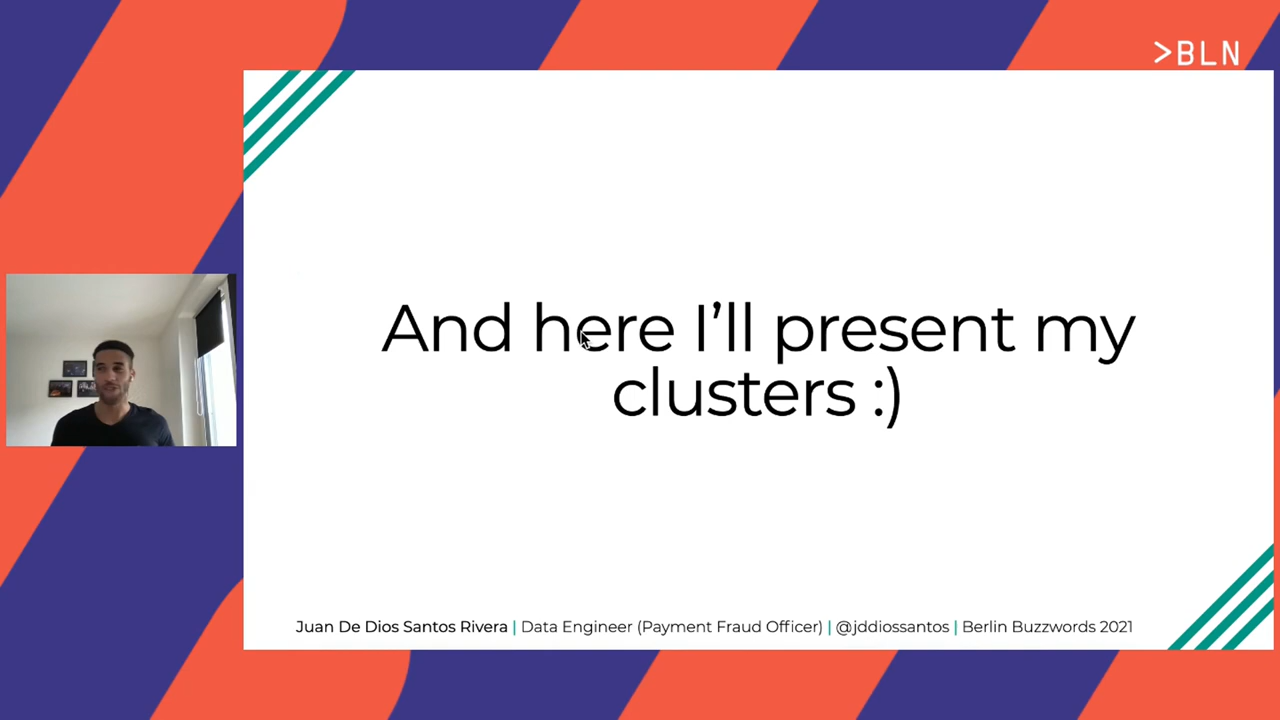 >BLN
And here I’ll present my
clusters :)
Juan De Dios Santos Rivera | Data Engineer (Payment Fraud Officer) | @jddiossantos | Berlin Buzzwords 2021